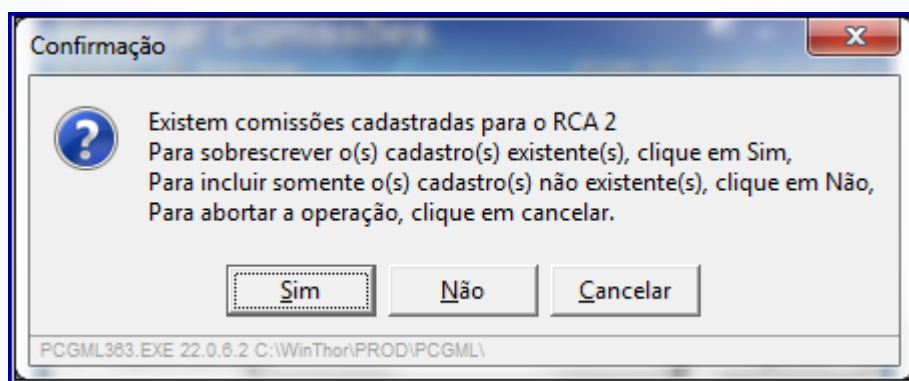 Confirmação
Existem comissões cadastradas para o RCA 2
Para sobrescrever o(s) cadastro(s) existente(s), clique em Sim,
Para incluir somente o(s) cadastro(s) não existente(s), clique em Não,
Para abortar a operação, clique em cancelar.
Sim Não Cancelar
PCGML363.EXE 22.0.6.2 C:\WinThor\PROD\PCGML\